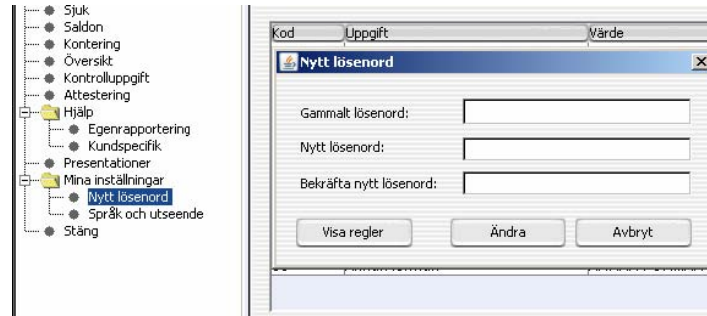 Sjuk
Saldon
Kontering
Översikt
Kontrolluppgift
Attestering
Hjälp
Egenrapportering
Kundspecifik
Presentationer
Mina inställningar
Nytt lösenord
Språk och utseende
Stäng
Kod Uppgift Värde
Nytt lösenord
Gammalt lösenord:
Nytt lösenord:
Bekräfta nytt lösenord:
Visa regler Ändra Avbryt